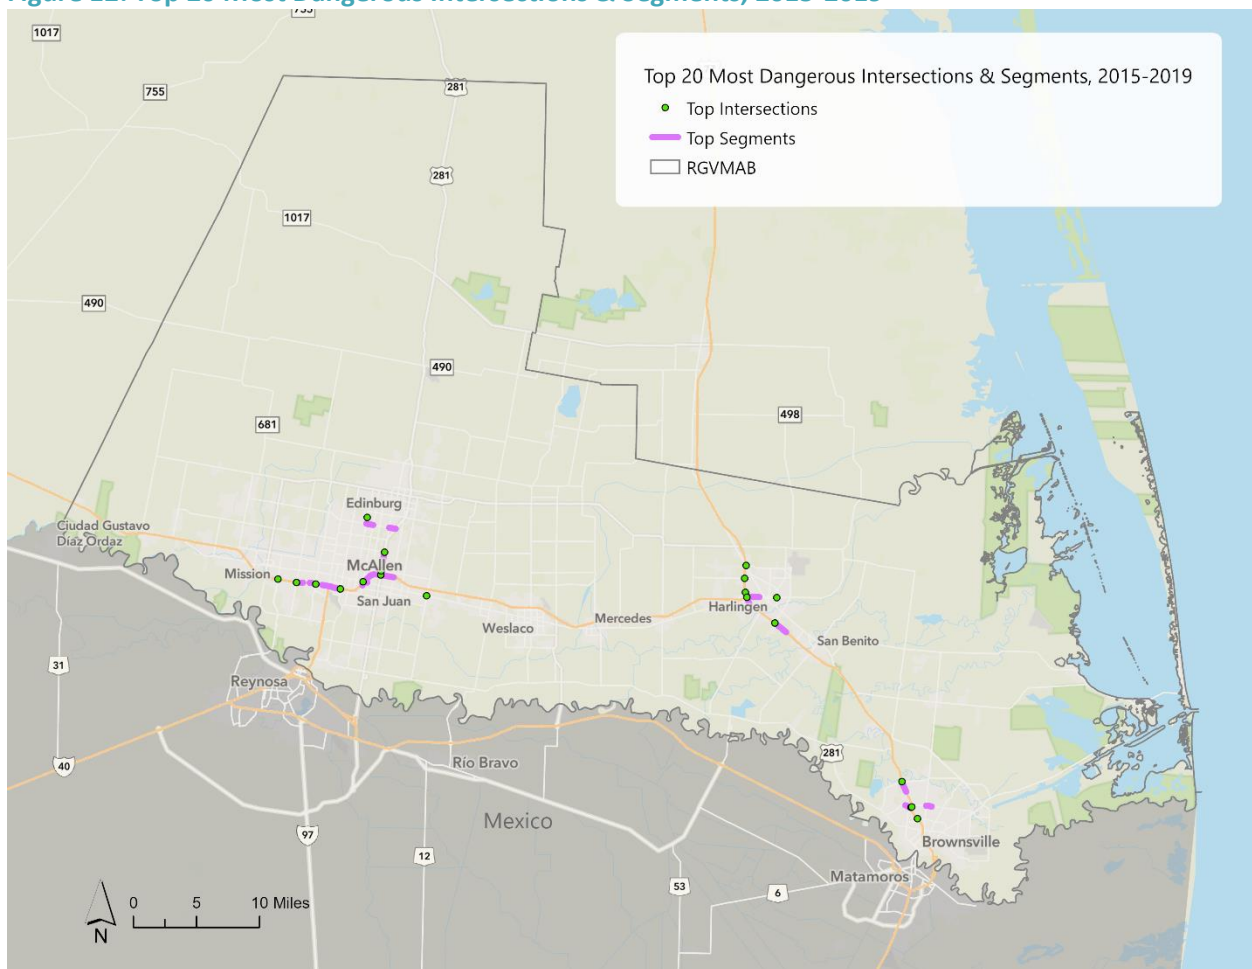 Top 20 Most Dangerous Intersections & Segments, 2015-2019
Top Intersections
Top Segments
RGVMAB
1017
755
281
281
1017
490
490
681
498
Edinburg
Ciudad Gustavo
Díaz Ordaz
McAllen
Mission
San Juan
Harlingen
Mercedes
Weslaco
San Benito
31
Reynosa
281
40
Río Bravo
Mexico
97
Brownsville
12
Matamoros
53
6
0 5 10 Miles
N